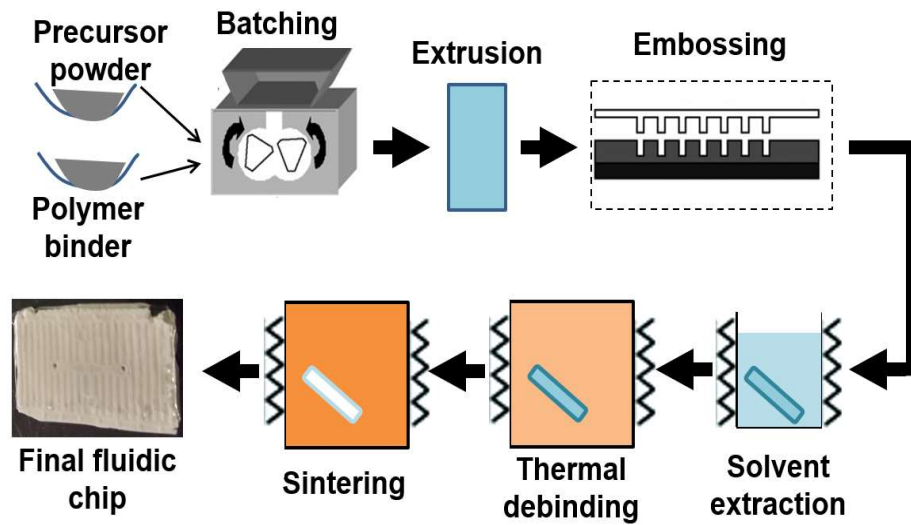 Precursor
powder
Batching
Extrusion
Embossing
Polymer
binder
Final fluidic
chip
Sintering
Thermal
debinding
Solvent
extraction